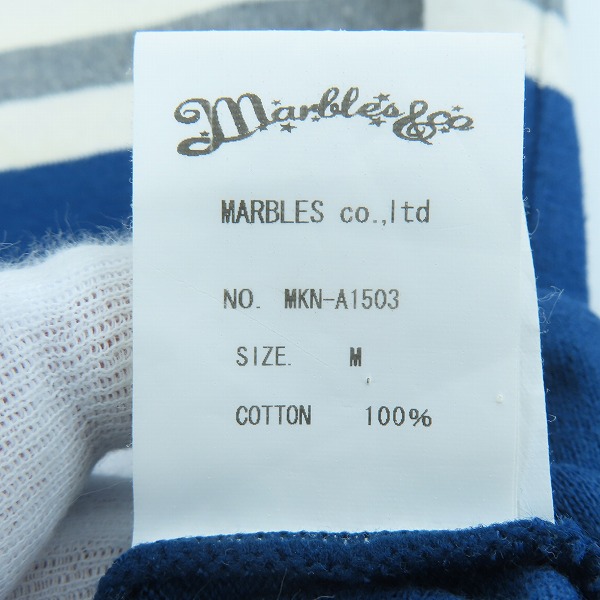 Marbles&co
MARBLES co.,ltd
NO. MKN-A1503
SIZE. M
COTTON 100%